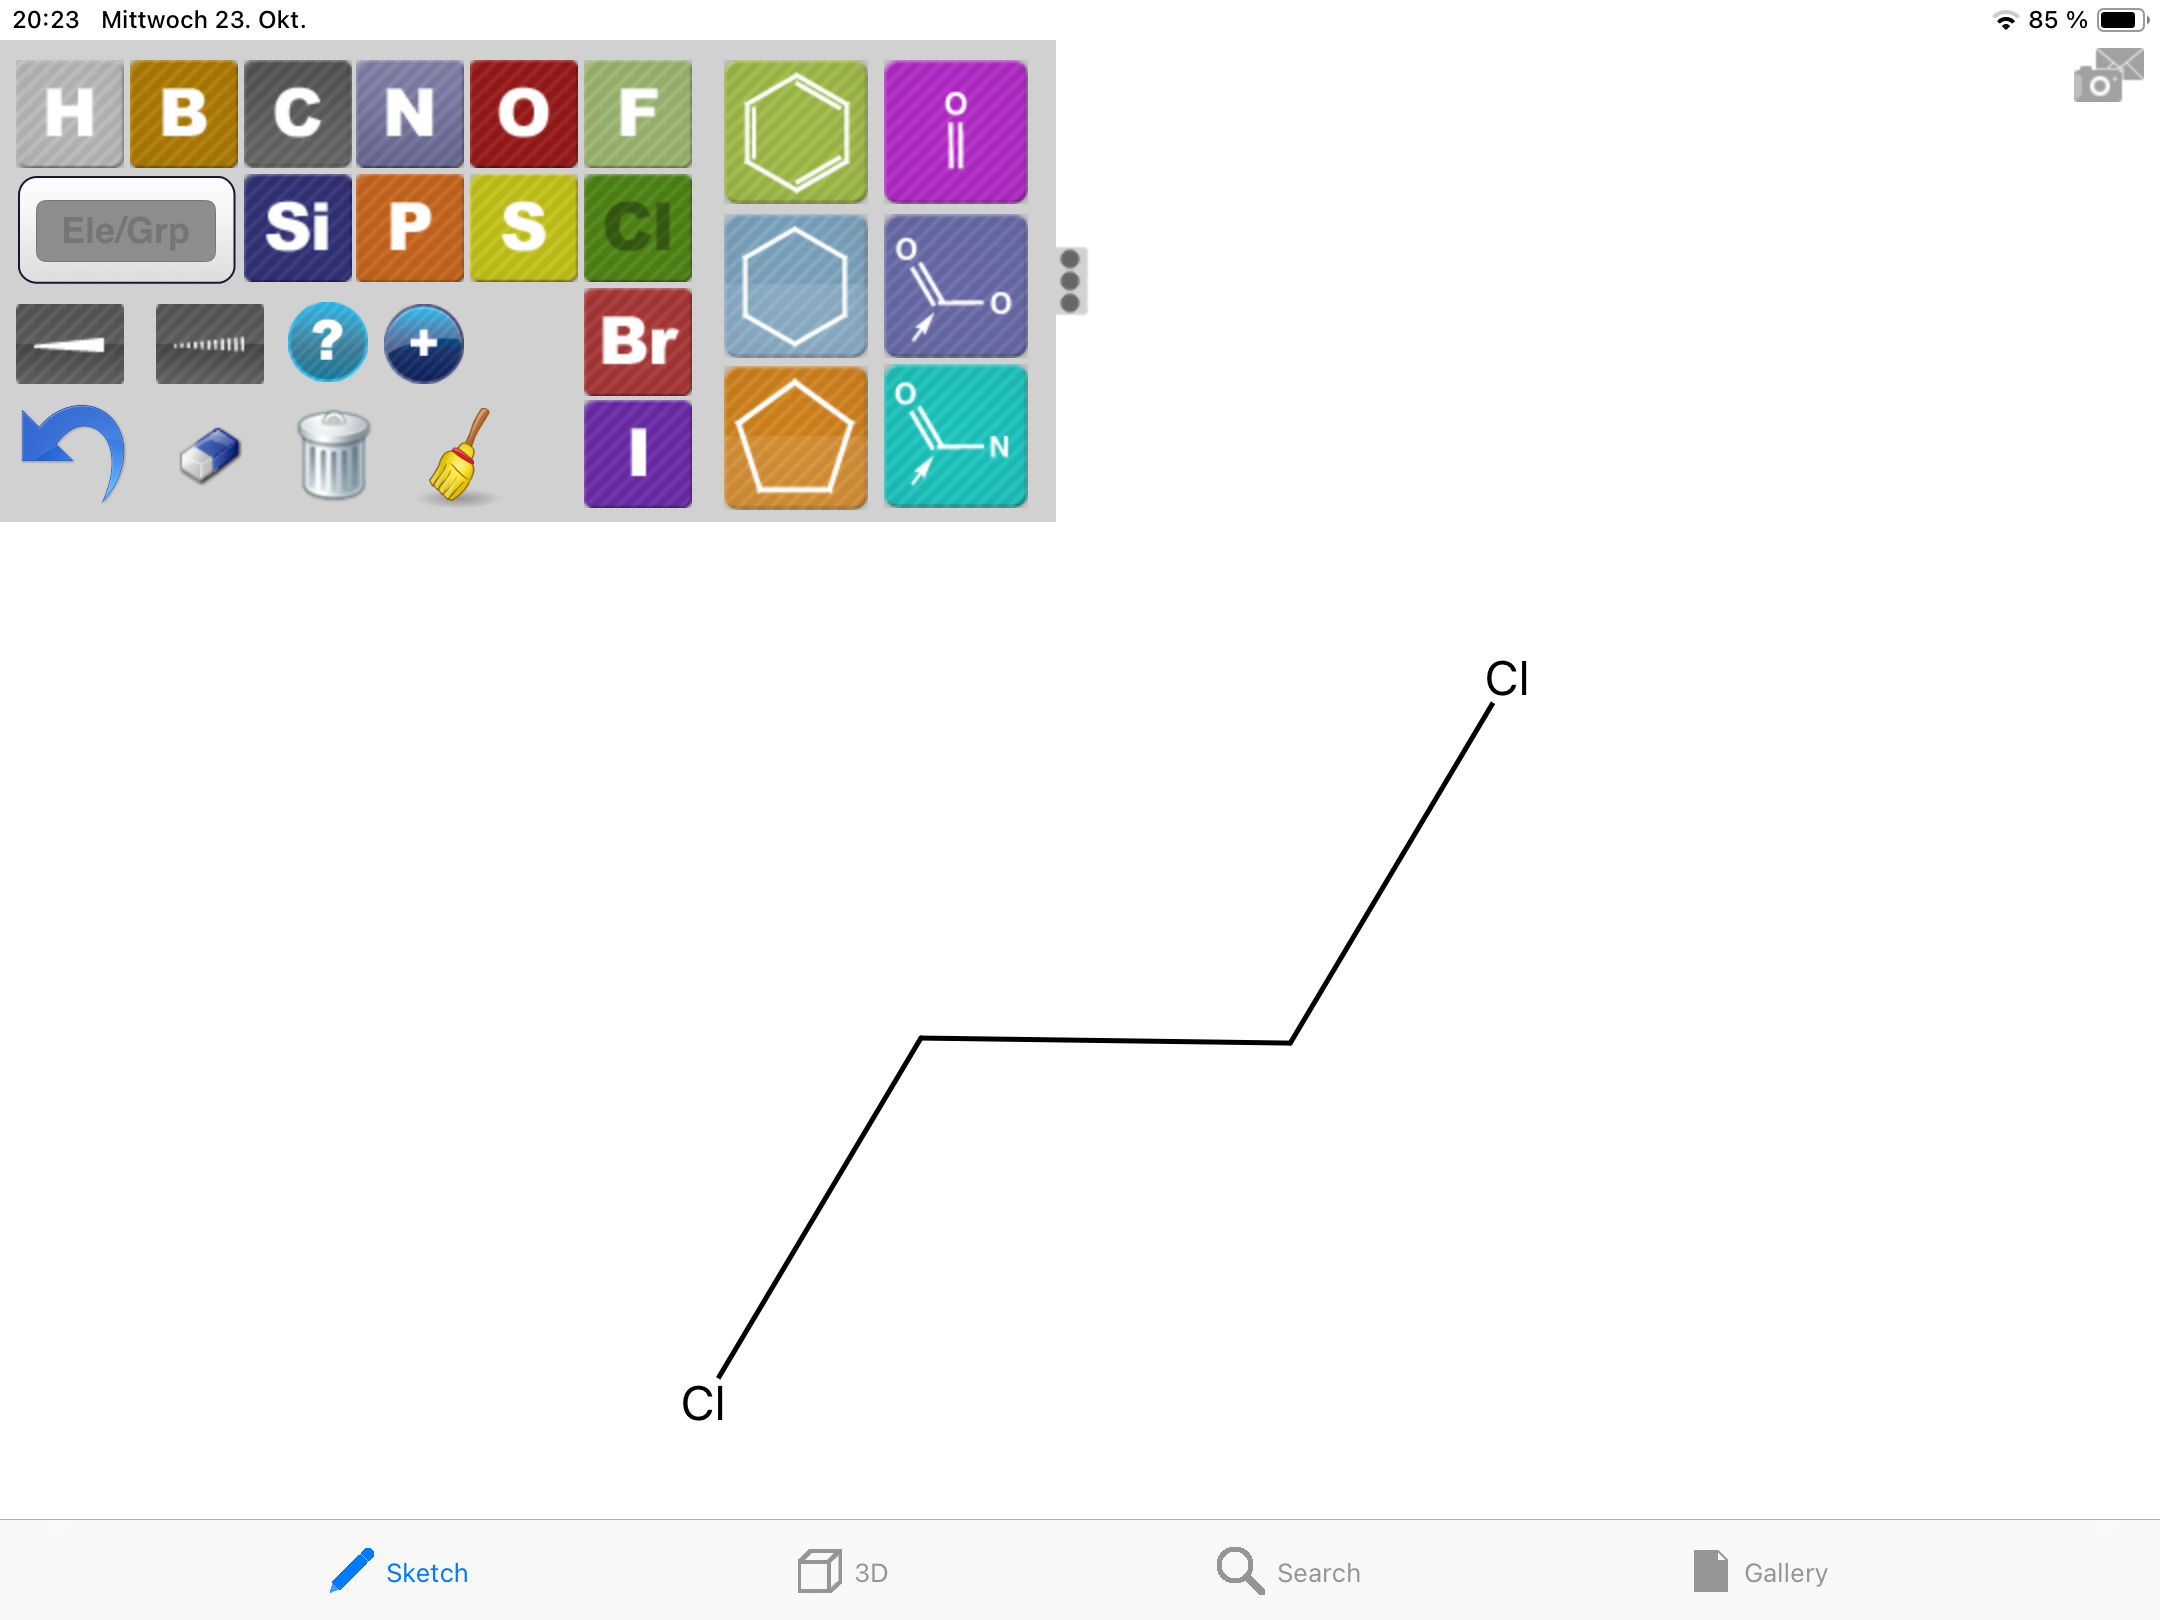 20:23 Mittwoch 23. Okt. 85 %
H B C N O F
O
Ele/Grp Si P S Cl
O
O
? + Br
O
N
I
Cl
Cl
Sketch 3D Search Gallery